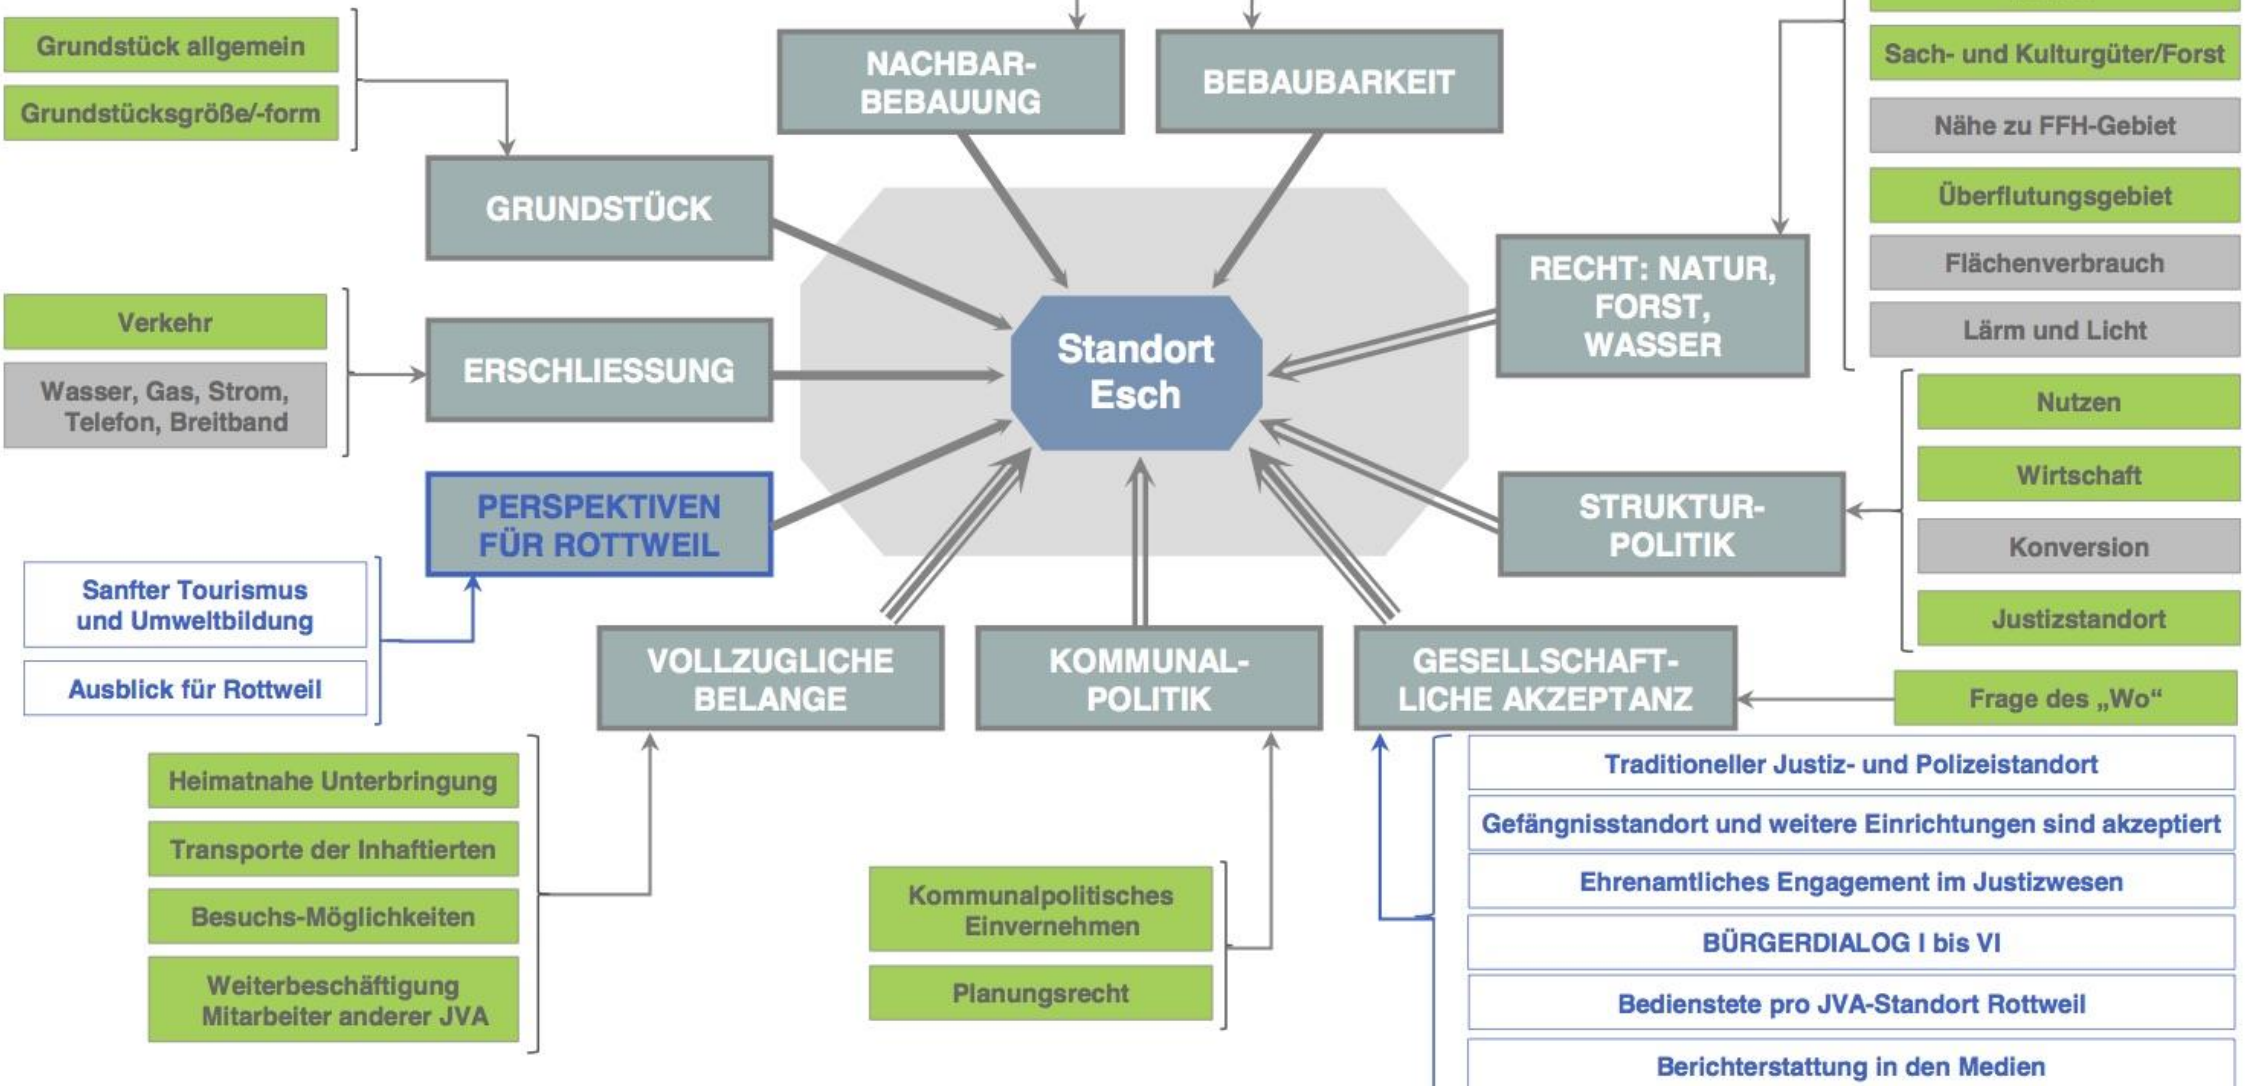 Grundstück allgemein
Grundstücksgröße/-form
NACHBAR-
BEBAUUNG
BEBAUBARKEIT
Sach- und Kulturgüter/Forst
Nähe zu FFH-Gebiet
Überflutungsgebiet
Flächenverbrauch
Lärm und Licht
GRUNDSTÜCK
RECHT: NATUR,
FORST,
WASSER
Verkehr
Wasser, Gas, Strom,
Telefon, Breitband
ERSCHLIESSUNG
Standort
Esch
Nutzen
Wirtschaft
Konversion
Justizstandort
PERSPEKTIVEN
FÜR ROTTWEIL
STRUKTUR-
POLITIK
Sanfter Tourismus
und Umweltbildung
Ausblick für Rottweil
VOLLZUGLICHE
BELANGE
KOMMUNAL-
POLITIK
GESELLSCHAFT-
LICHE AKZEPTANZ
Frage des „Wo“
Heimatnahe Unterbringung
Transporte der Inhaftierten
Besuchs-Möglichkeiten
Weiterbeschäftigung
Mitarbeiter anderer JVA
Kommunalpolitisches
Einvernehmen
Planungsrecht
Traditioneller Justiz- und Polizeistandort
Gefängnisstandort und weitere Einrichtungen sind akzeptiert
Ehrenamtliches Engagement im Justizwesen
BÜRGERDIALOG I bis VI
Bedienstete pro JVA-Standort Rottweil
Berichterstattung in den Medien